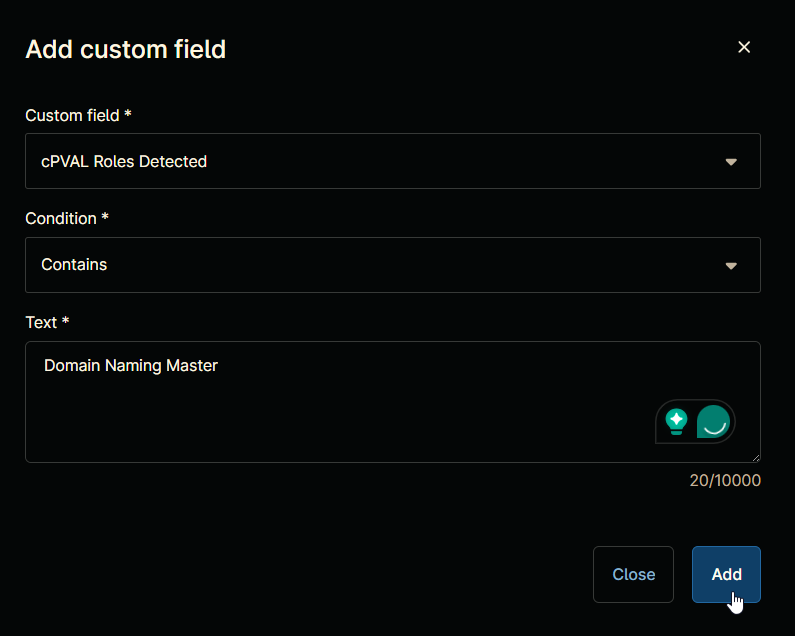 Add custom field
Custom field *
cPVAL Roles Detected
Condition *
Contains
Text *
Domain Naming Master
20/10000
Close
Add